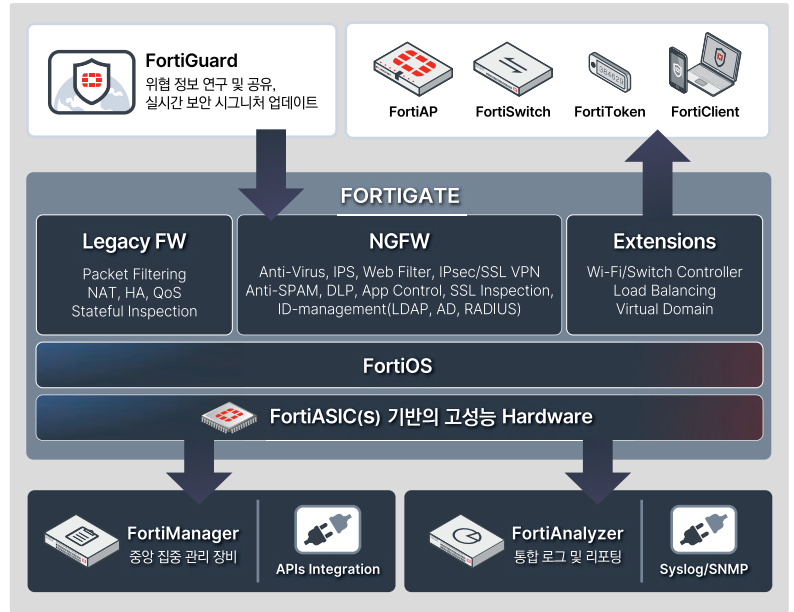 FortiGuard
위협 정보 연구 및 공유,
실시간 보안 시그니처 업데이트
384629
FortiAP
FortiSwitch
FortiToken
FortiClient
FORTIGATE
Legacy FW
Packet Filtering
NAT, HA, QoS
Stateful Inspection
NGFW
Anti-Virus, IPS, Web Filter, IPsec/SSL VPN
Anti-SPAM, DLP, App Control, SSL Inspection,
ID-management(LDAP, AD, RADIUS)
Extensions
Wi-Fi/Switch Controller
Load Balancing
Virtual Domain
FortiOS
FortiASIC(s) 기반의 고성능 Hardware
FortiManager
중앙 집중 관리 장비
APIs Integration
FortiAnalyzer
통합 로그 및 리포팅
Syslog/SNMP